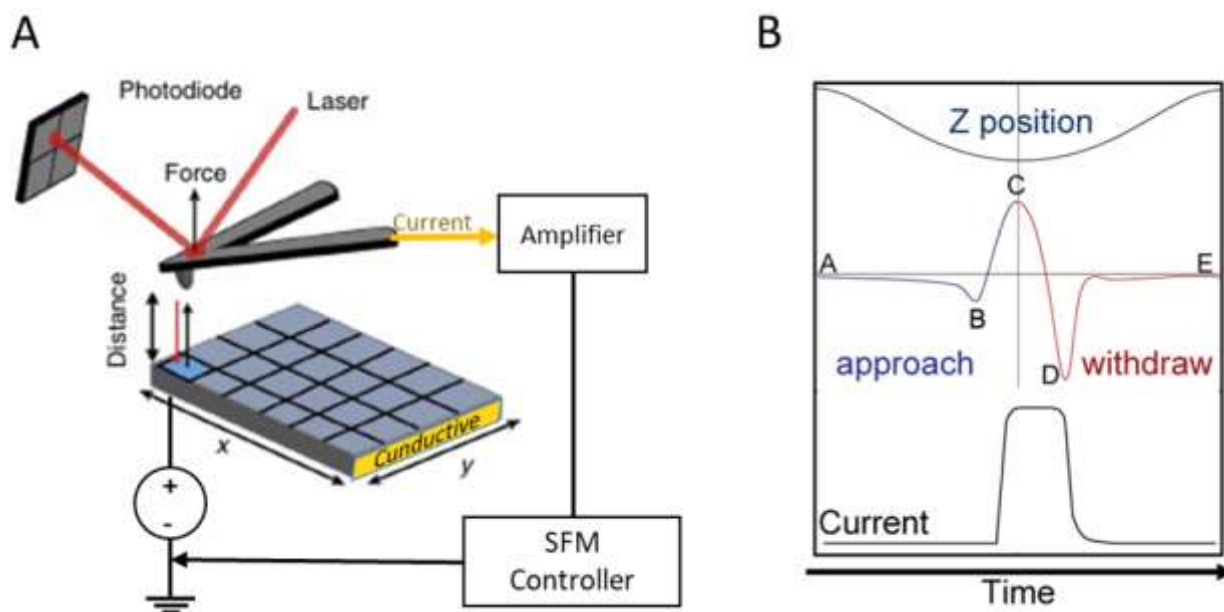 A
Photodiode
Laser
Force
Current
Amplifier
Distance
x
y
Cunductive
+
-
SFM
Controller
B
Z position
C
A
E
B
approach
D
withdraw
Current
Time